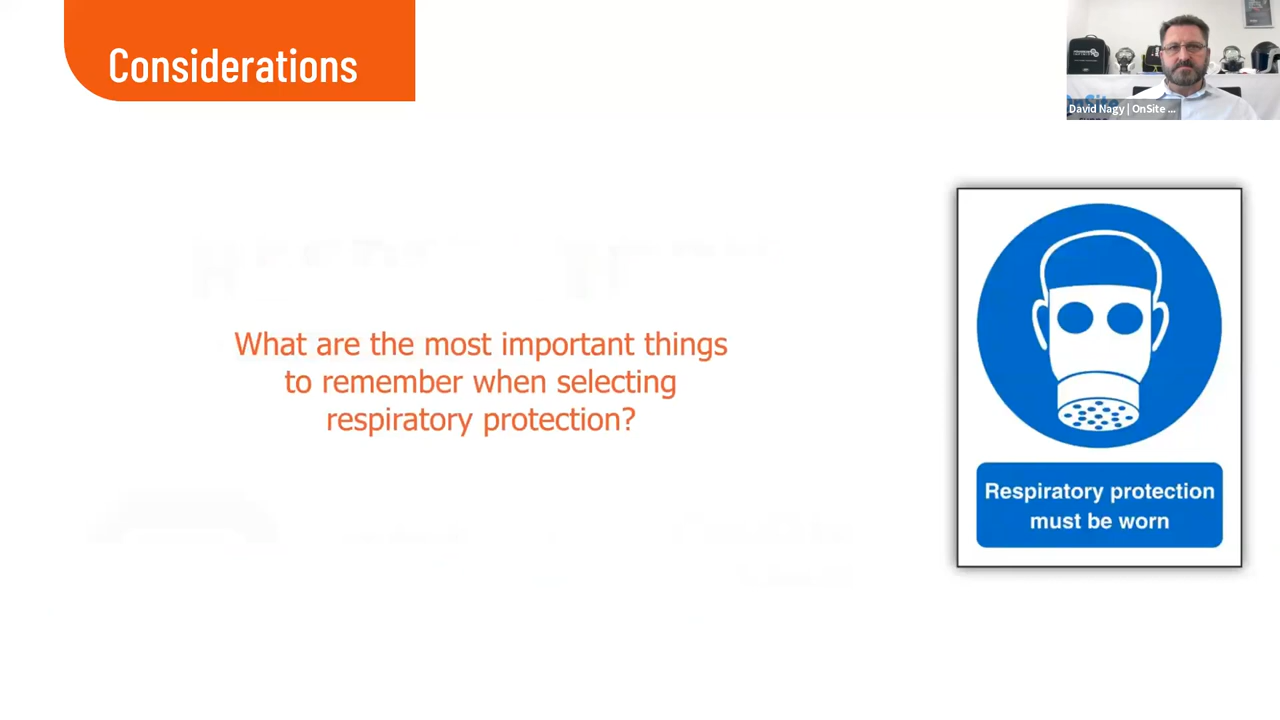 Considerations
David Nagy | OnSite ...
OnSite
What are the most important things
to remember when selecting
respiratory protection?
Respiratory protection
must be worn